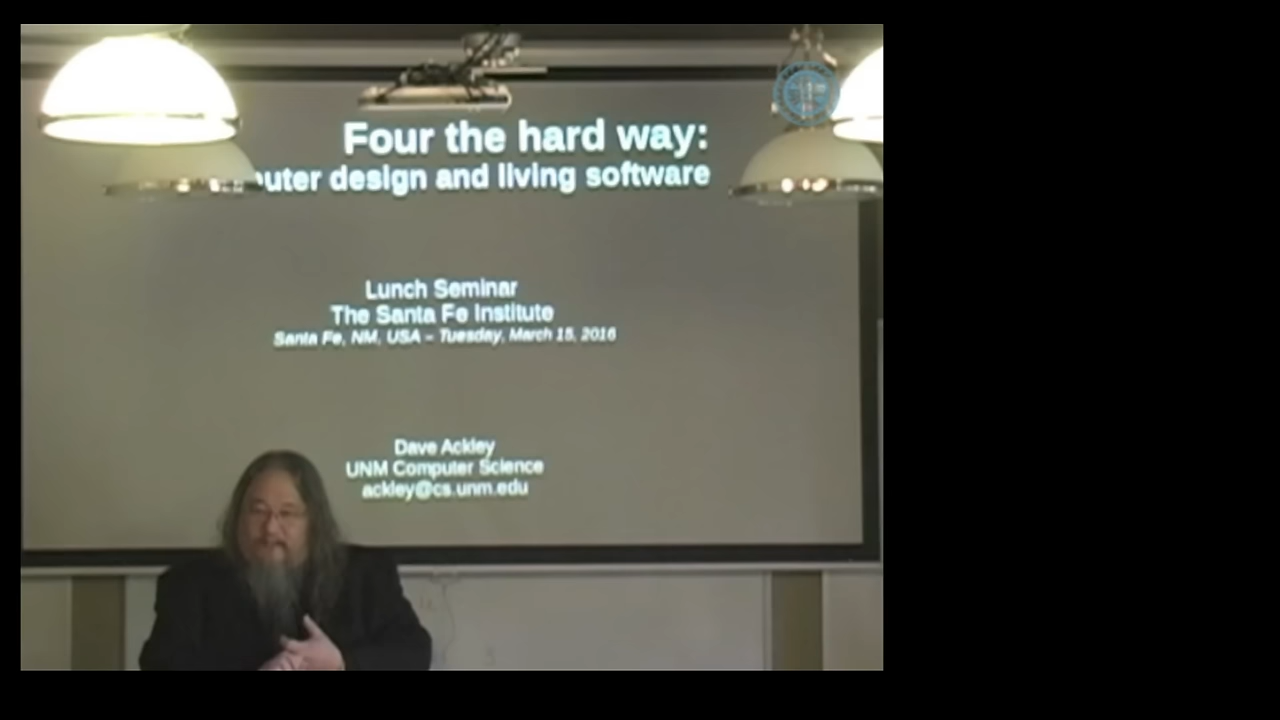 Four the hard way:
uter design and living software
Lunch Seminar
The Santa Fe Institute
Santa Fe, NM, USA – Tuesday, March 15, 2016
Dave Ackley
UNM Computer Science
ackley@cs.unm.edu